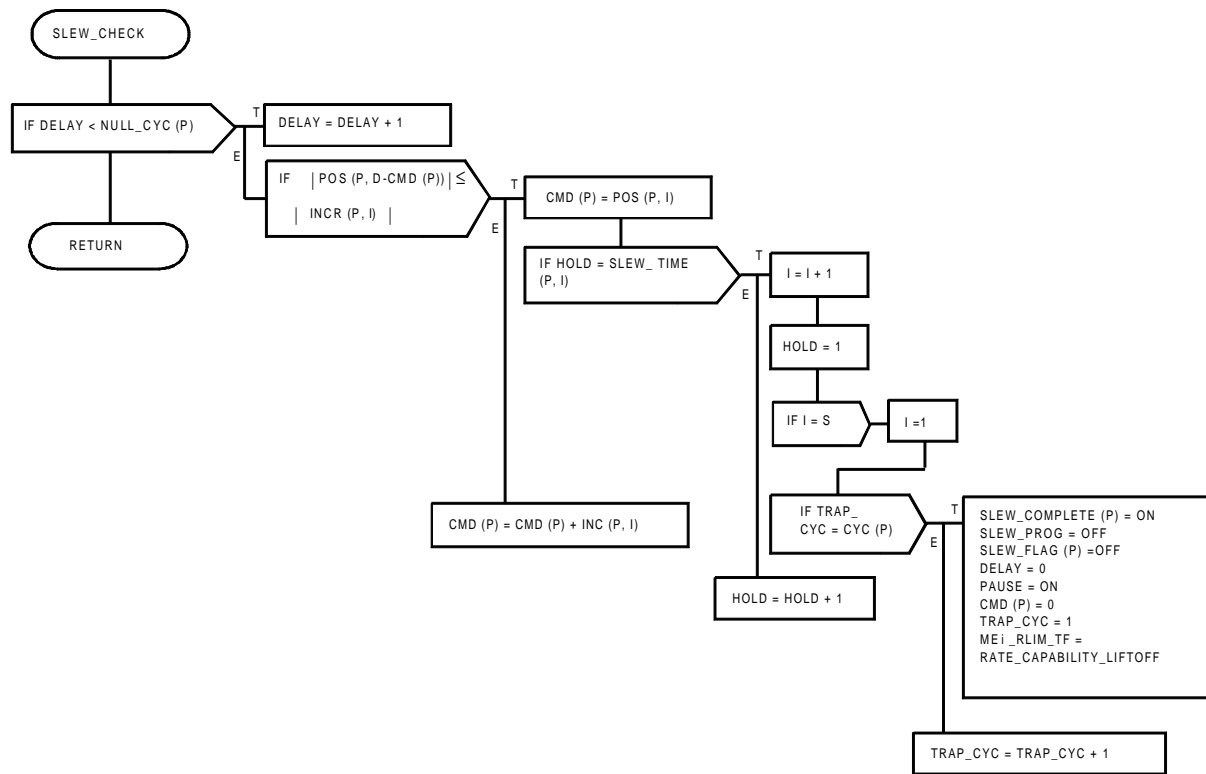 SLEW_CHECK
IF DELAY < NULL_CYC (P)
T
DELAY = DELAY + 1
E
IF | POS (P, D-CMD (P)) | ≤
| INCR (P, I) |
T
CMD (P) = POS (P, I)
E
RETURN
IF HOLD = SLEW_ TIME
(P, I)
T
I = I + 1
E
HOLD = 1
IF I = S
I =1
CMD (P) = CMD (P) + INC (P, I)
IF TRAP_
CYC = CYC (P)
T
E
SLEW_COMPLETE (P) = ON
SLEW_PROG = OFF
SLEW_FLAG (P) =OFF
DELAY = 0
PAUSE = ON
CMD (P) = 0
TRAP_CYC = 1
MEi_RLIM_TF =
RATE_CAPABILITY_LIFTOFF
HOLD = HOLD + 1
TRAP_CYC = TRAP_CYC + 1